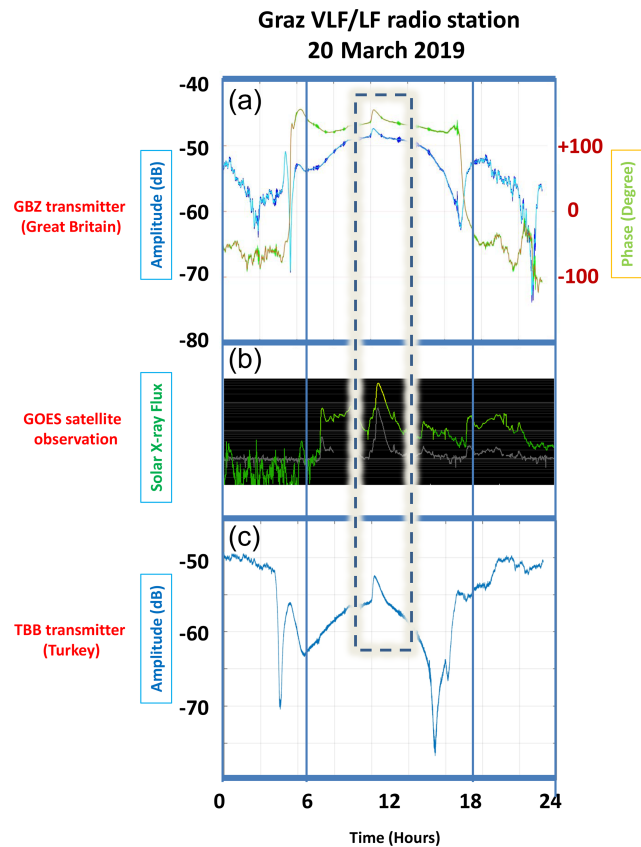 Graz VLF/LF radio station
20 March 2019
-40
(a)
-50
-60
-70
-80
Amplitude (dB)
GBZ transmitter
(Great Britain)
+100
0
-100
Phase (Degree)
(b)
Solar X-ray Flux
GOES satellite
observation
(c)
-50
-60
-70
Amplitude (dB)
TBB transmitter
(Turkey)
0 6 12 18 24
Time (Hours)